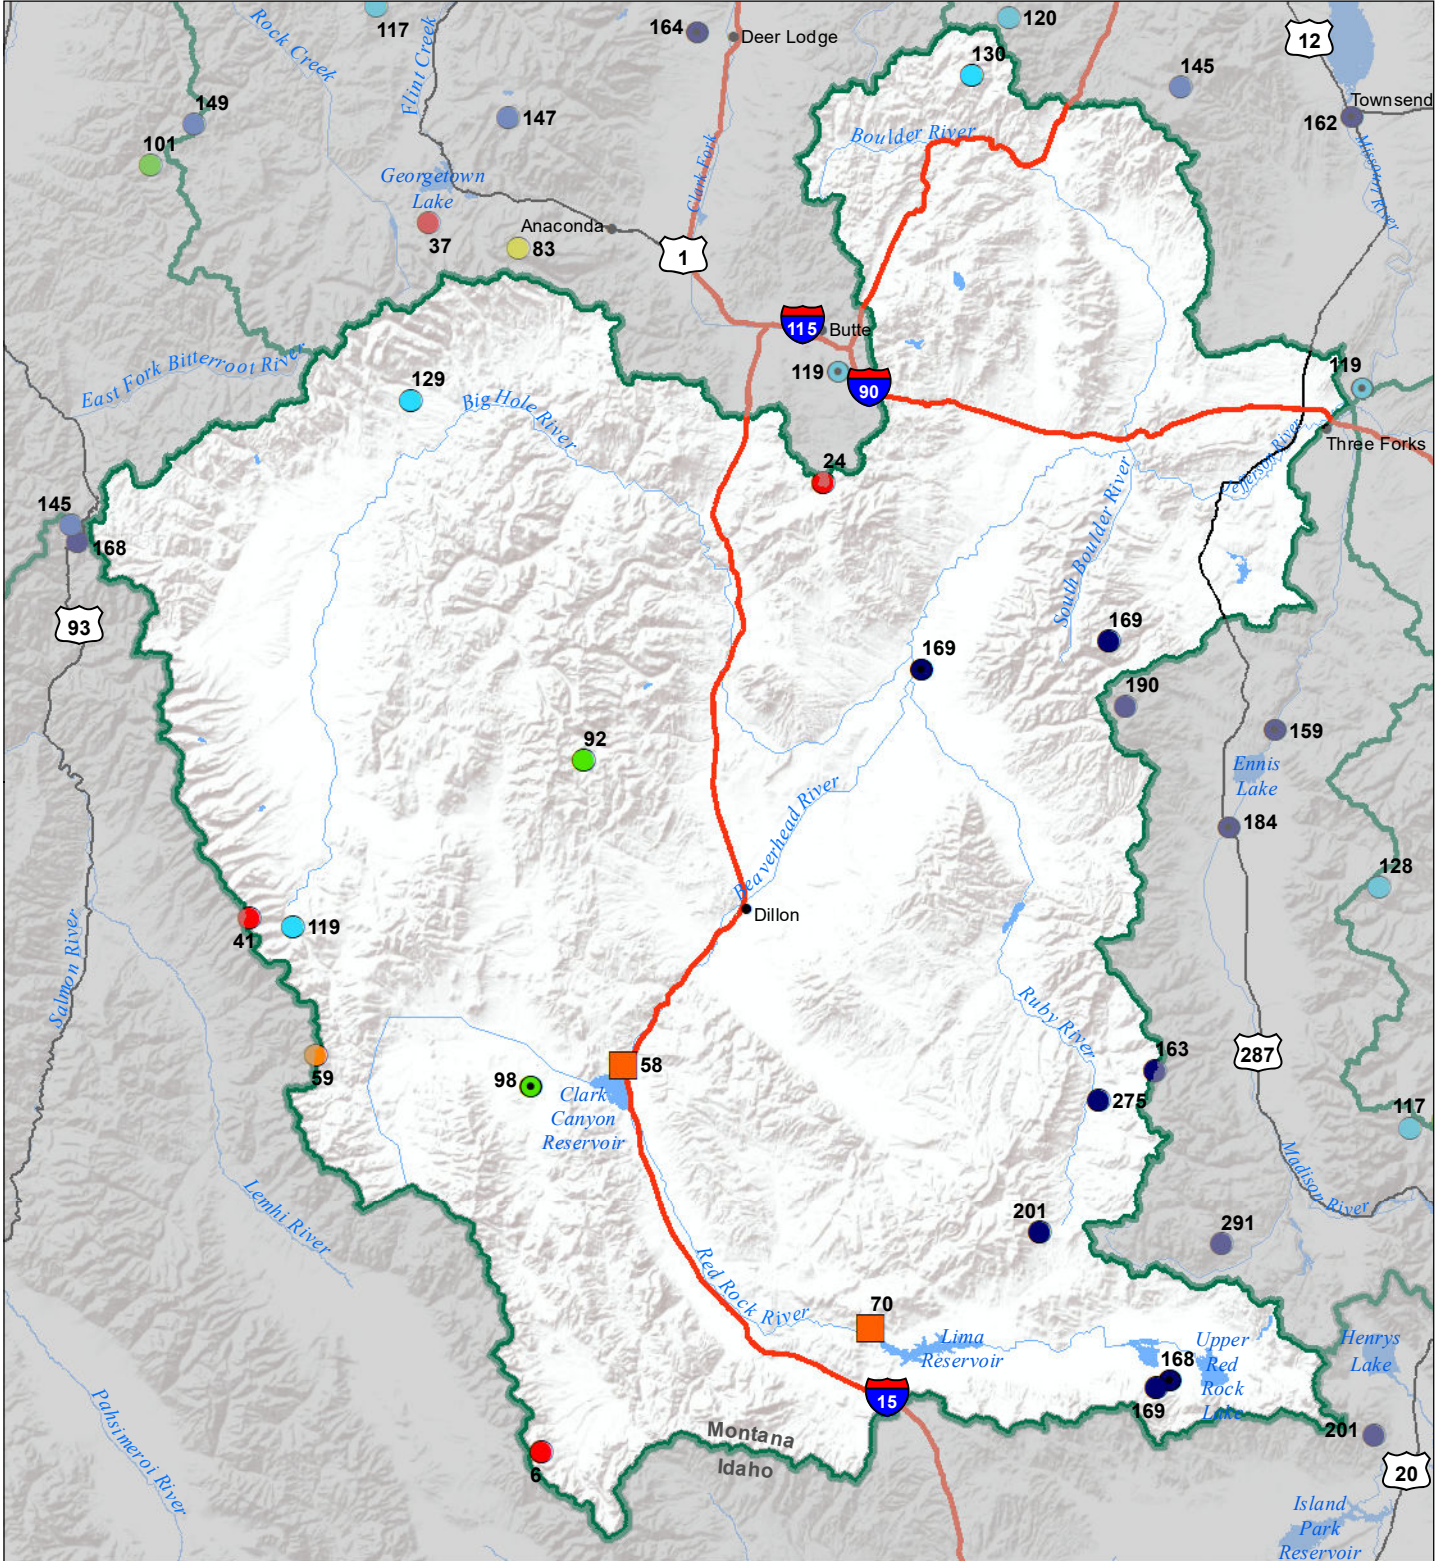 117
Rock Creek
Flint Creek
164
Deer Lodge
120
12
130
145
149
147
Townsend
162
101
Boulder River
Clark Fork
Missouri River
Georgetown
Lake
37
Anaconda
83
1
115
Butte
East Fork Bitterroot River
119
90
119
129
Big Hole River
Three Forks
24
Jefferson River
145
168
South Boulder River
93
169
169
190
159
92
Ennis
Lake
Beaverhead River
184
128
Dillon
41
119
Salmon River
Ruby River
163
287
59
58
98
Clark
Canyon
Reservoir
275
117
Madison River
Lemhi River
201
291
Red Rock River
70
Lima
Reservoir
Upper
Red
Rock
Lake
Henrys
Lake
168
169
15
Pahsimeroi River
Montana
Idaho
201
6
20
Island
Park
Reservoir